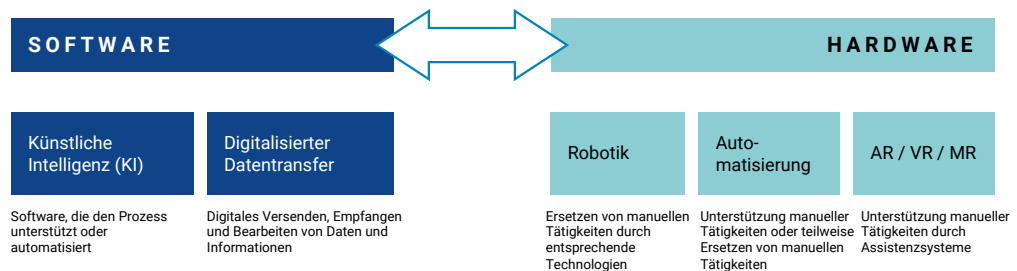 SOFTWARE
HARDWARE
Künstliche
Intelligenz (KI)
Digitalisierter
Datentransfer
Robotik
Auto-
matisierung
AR / VR / MR
Software, die den Prozess
unterstützt oder
automatisiert
Digitales Versenden, Empfangen
und Bearbeiten von Daten und
Informationen
Ersetzen von manuellen
Tätigkeiten durch
entsprechende
Technologien
Unterstützung manueller
Tätigkeiten oder teilweise
Ersetzen von manuellen
Tätigkeiten
Unterstützung manueller
Tätigkeiten durch
Assistenzsysteme